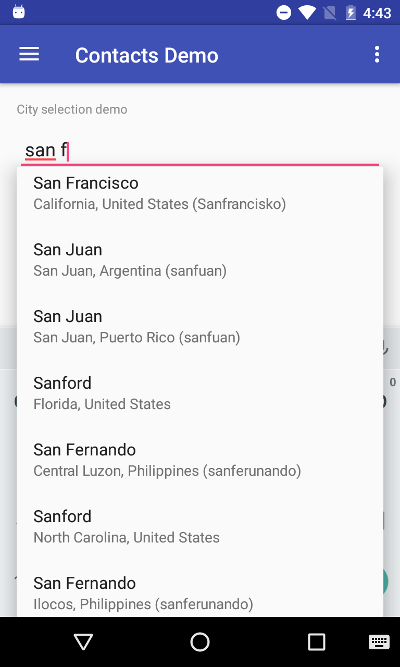 4:43
Contacts Demo
City selection demo
san f
San Francisco
California, United States (Sanfrancisko)
San Juan
San Juan, Argentina (sanfuan)
San Juan
San Juan, Puerto Rico (sanfuan)
0
Sanford
Florida, United States
San Fernando
Central Luzon, Philippines (sanferunando)
Sanford
North Carolina, United States
San Fernando
Ilocos, Philippines (sanferunando)